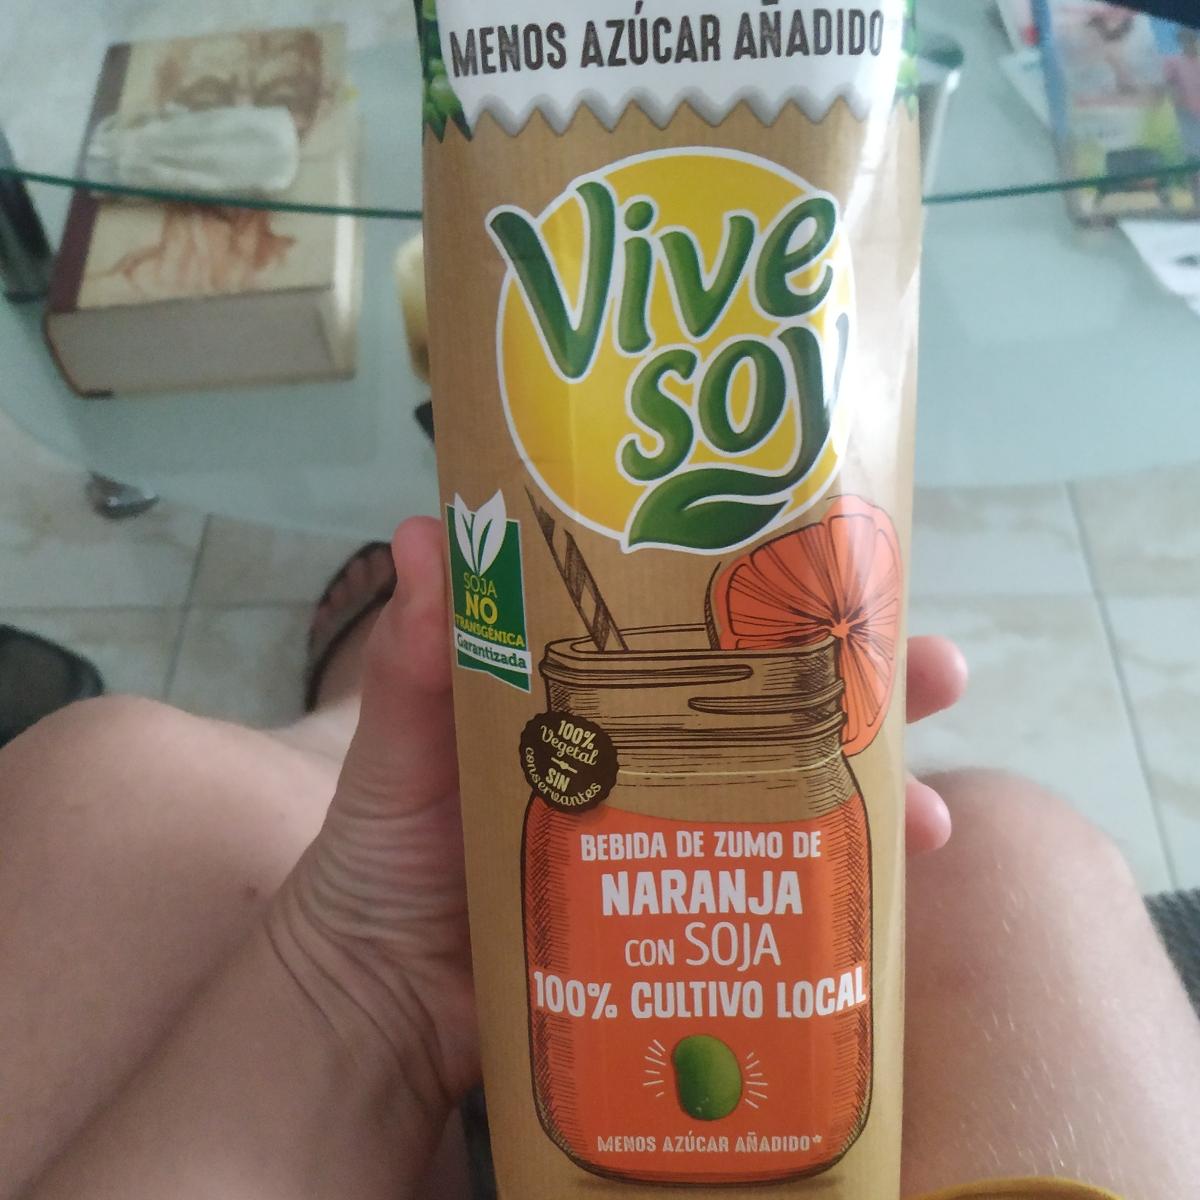 MENOS AZÚCAR AÑADIDO
Vive
soy
SOJA
NO
TRANSGÉNICA
Garantizada
100%
Vegetal
SIN
conservantes
BEBIDA DE ZUMO DE
NARANJA
CON SOJA
100% CULTIVO LOCAL
MENOS AZÚCAR AÑADIDO*